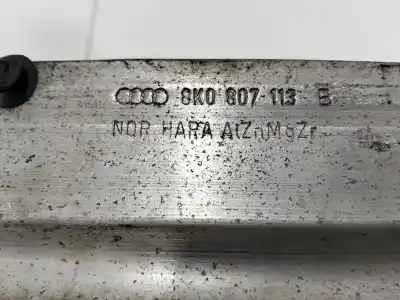 8K0 807 113 B
NOR HARA AlZnMgZr